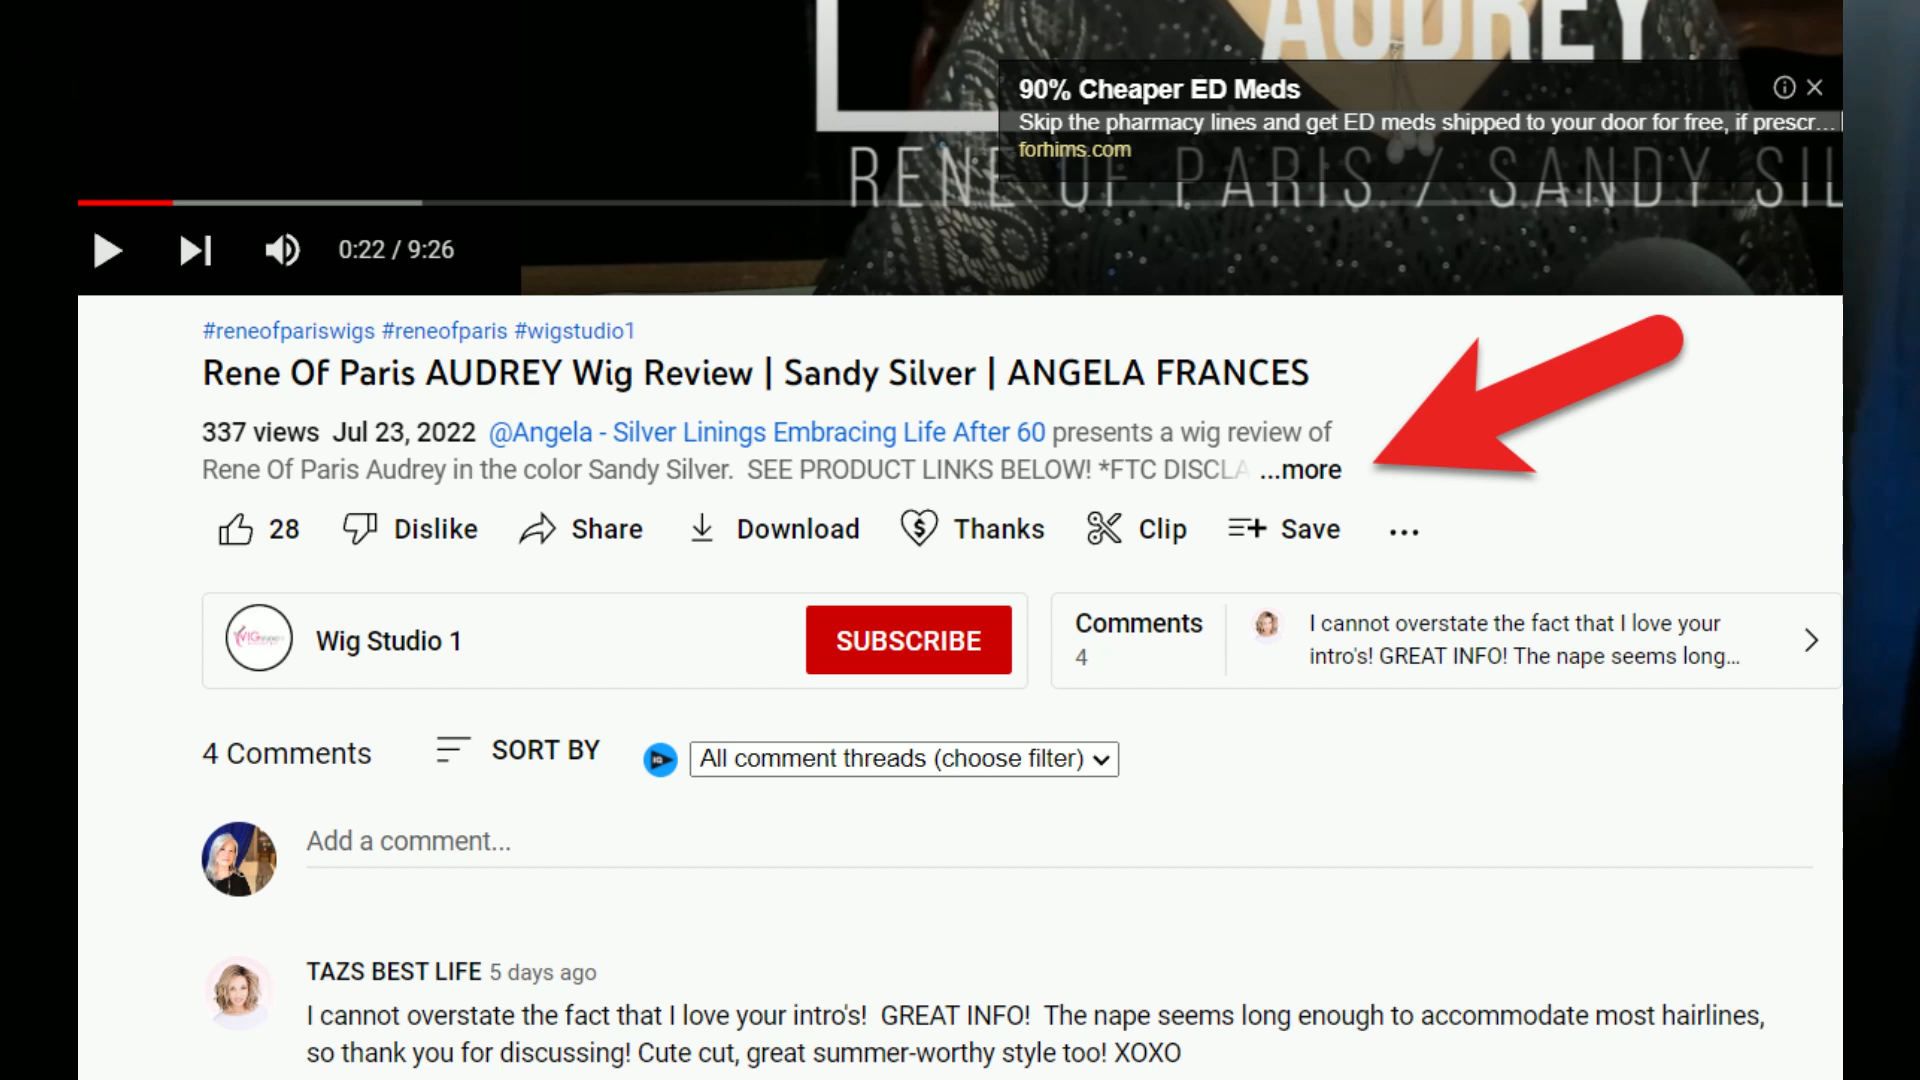 AUDREY
90% Cheaper ED Meds
Skip the pharmacy lines and get ED meds shipped to your door for free, if prescr...
forhims.com
RENE OF PARIS / SANDY SIL
0:22 / 9:26
#reneofpariswigs #reneofparis #wigstudio1
Rene Of Paris AUDREY Wig Review | Sandy Silver | ANGELA FRANCES
337 views Jul 23, 2022 @Angela - Silver Linings Embracing Life After 60 presents a wig review of
Rene Of Paris Audrey in the color Sandy Silver. SEE PRODUCT LINKS BELOW! *FTC DISCLA ...more
28 Dislike Share Download Thanks Clip Save ...
Wig Studio 1
SUBSCRIBE
Comments
4
I cannot overstate the fact that I love your
intro's! GREAT INFO! The nape seems long...
4 Comments SORT BY IQ All comment threads (choose filter)
Add a comment...
TAZS BEST LIFE 5 days ago
I cannot overstate the fact that I love your intro's! GREAT INFO! The nape seems long enough to accommodate most hairlines,
so thank you for discussing! Cute cut, great summer-worthy style too! XOXO